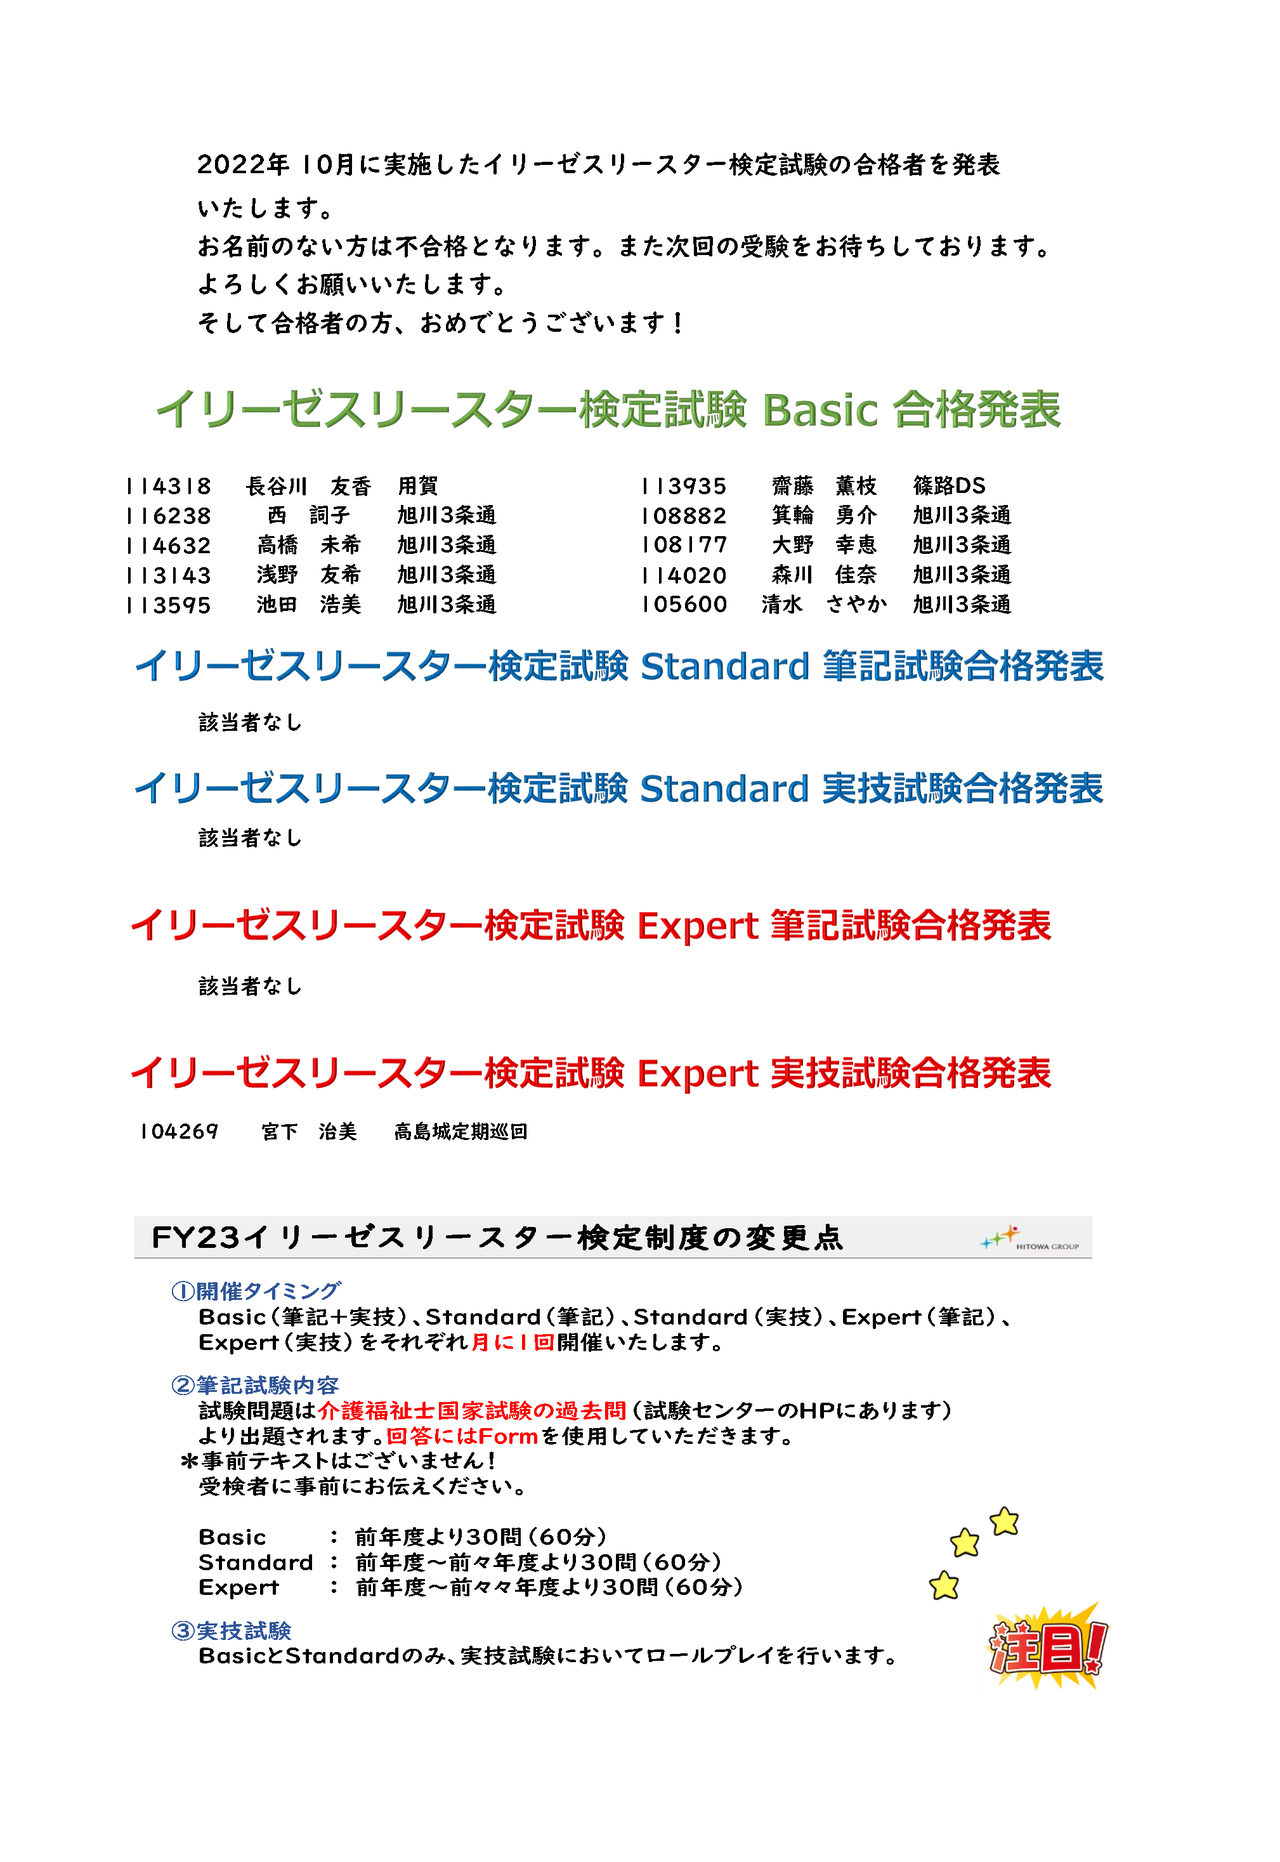 2022年10月に実施したイリーゼスリースター検定試験の合格者を発表
いたします。
お名前のない方は不合格となります。また次回の受験をお待ちしております。
よろしくお願いいたします。
そして合格者の方、おめでとうございます！
イリーゼスリースター検定試験 Basic 合格発表
114318 長谷川 友香 用賀 113935 齋藤 薫枝 篠路DS
116238 西 詞子 旭川3条通 108882 箕輪 勇介 旭川3条通
114632 高橋 未希 旭川3条通 108177 大野 幸恵 旭川3条通
113143 浅野 友希 旭川3条通 114020 森川 佳奈 旭川3条通
113595 池田 浩美 旭川3条通 105600 清水 さやか 旭川3条通
イリーゼスリースター検定試験 Standard 筆記試験合格発表
該当者なし
イリーゼスリースター検定試験 Standard 実技試験合格発表
該当者なし
イリーゼスリースター検定試験 Expert 筆記試験合格発表
該当者なし
イリーゼスリースター検定試験 Expert 実技試験合格発表
104269 宮下 治美 高島城定期巡回
FY23イリーゼスリースター検定制度の変更点
HITOWA GROUP
①開催タイミング
Basic（筆記＋実技）、Standard（筆記）、Standard（実技）、Expert（筆記）、
Expert（実技）をそれぞれ月に1回開催いたします。
②筆記試験内容
試験問題は介護福祉士国家試験の過去問（試験センターのHPにあります）
より出題されます。回答にはFormを使用していただきます。
＊事前テキストはございません！
受検者に事前にお伝えください。
Basic ： 前年度より30問（60分）
Standard ： 前年度～前々年度より30問（60分）
Expert ： 前年度～前々々年度より30問（60分）
③実技試験
BasicとStandardのみ、実技試験においてロールプレイを行います。
注目！